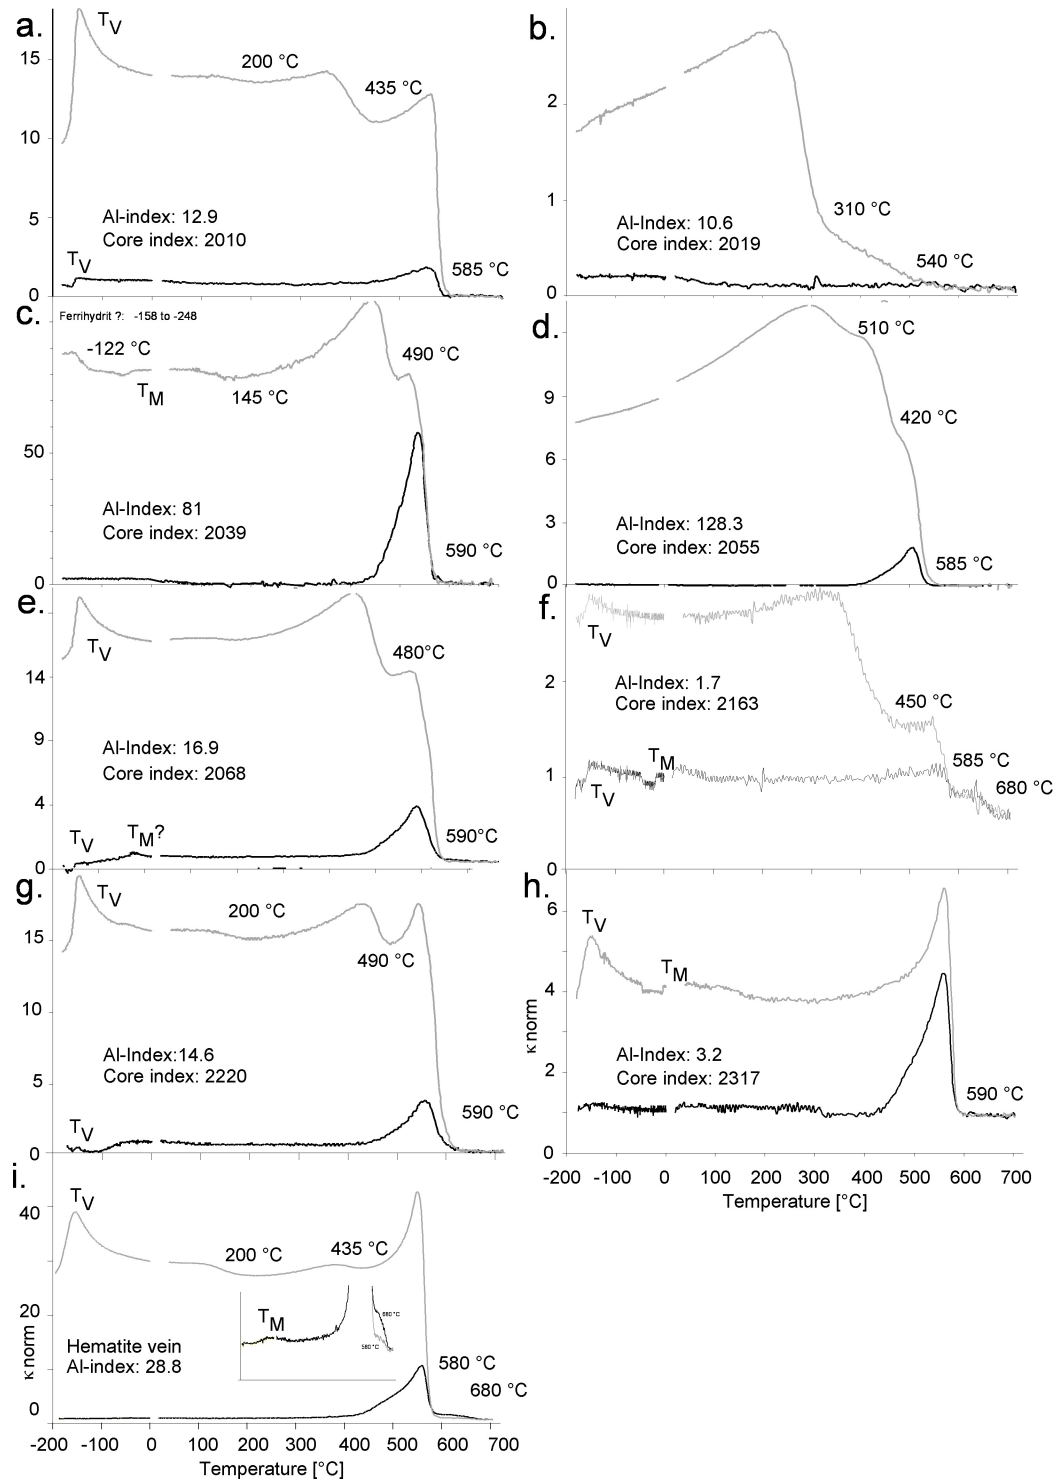 a.
T_V
15
200 °C
435 °C
10
Al-index: 12.9
5
Core index: 2010
T_V
585 °C
0
b.
2
1
310 °C
Al-Index: 10.6
Core index: 2019
540 °C
0
c.
Ferrihydrit ?: -158 to -248
-122 °C
490 °C
T_M
145 °C
50
Al-Index: 81
Core index: 2039
590 °C
0
d.
510 °C
9
420 °C
6
3
Al-Index: 128.3
Core index: 2055
585 °C
0
e.
T_V
480°C
14
9
Al-Index: 16.9
Core index: 2068
4
T_V
T_M?
590°C
0
f.
T_V
2
Al-Index: 1.7
Core index: 2163
450 °C
T_M
585 °C
1
T_V
680 °C
0
g.
T_V
200 °C
15
490 °C
10
Al-Index:14.6
Core index: 2220
5
590 °C
T_V
0
h.
6
T_V
T_M
4
κ norm
Al-Index: 3.2
2
Core index: 2317
590 °C
0
-200 -100 0 100 200 300 400 500 600 700
Temperature [°C]
i.
T_V
40
200 °C
435 °C
20
T_M
680 °C
580 °C
κ norm
Hematite vein
Al-index: 28.8
580 °C
680 °C
0
-200 -100 0 100 200 300 400 500 600 700
Temperature [°C]